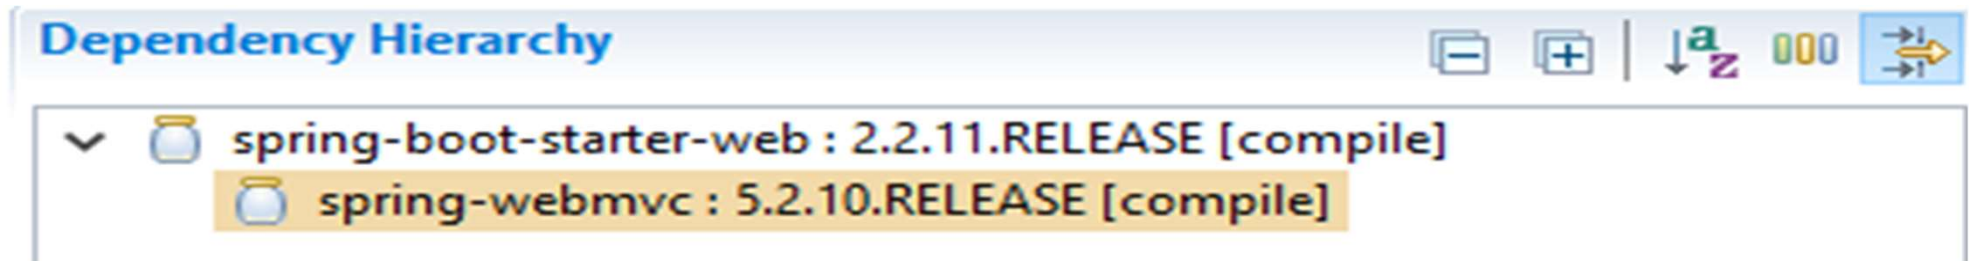 Dependency Hierarchy
spring-boot-starter-web : 2.2.11.RELEASE [compile]
spring-webmvc : 5.2.10.RELEASE [compile]